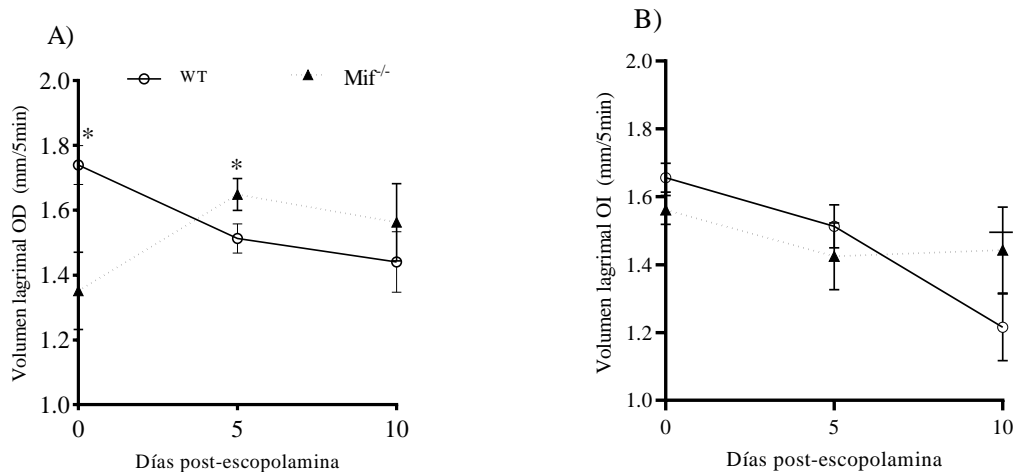 A)
WT Mif-/-
Volumen lagrimal OD (mm/5min)
2.0
1.8
1.6
1.4
1.2
1.0
*
*
0 5 10
Días post-escopolamina
B)
Volumen lagrimal OI (mm/5min)
2.0
1.8
1.6
1.4
1.2
1.0
0 5 10
Días post-escopolamina